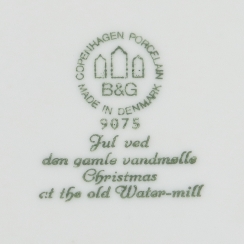 COPENHAGEN PORCELAIN
B&G
MADE IN DENMARK
9075
Jul ved
den gamle vandmølle
Christmas
at the old Water-mill